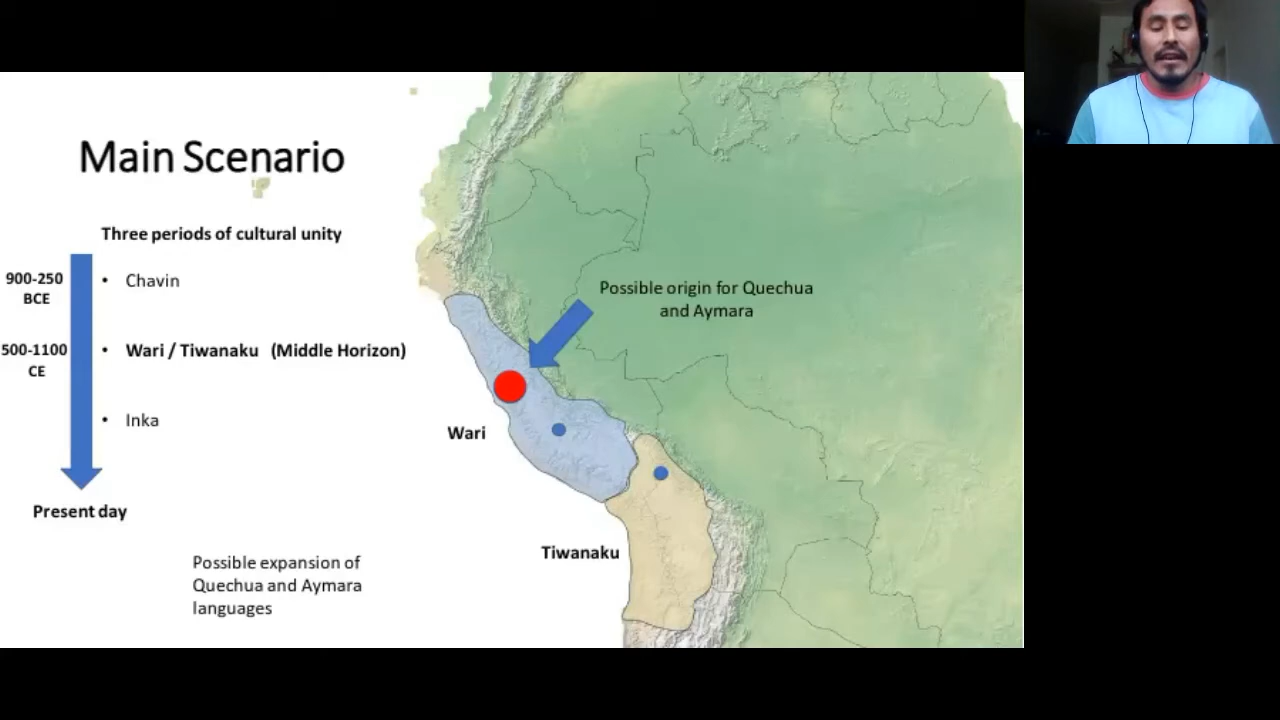 Main Scenario
Three periods of cultural unity
900-250
BCE
• Chavin
500-1100
CE
• Wari / Tiwanaku (Middle Horizon)
• Inka
Present day
Possible expansion of
Quechua and Aymara
languages
Possible origin for Quechua
and Aymara
Wari
Tiwanaku